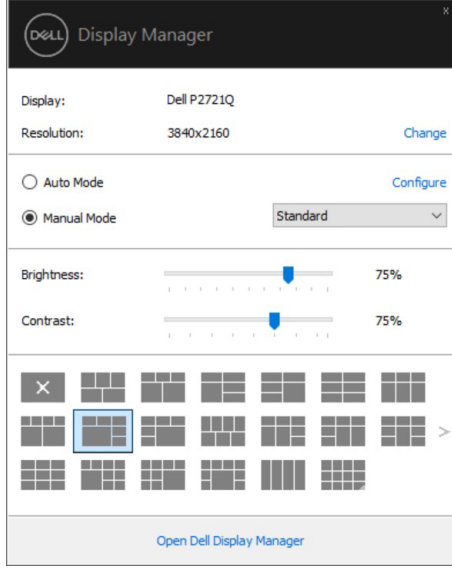 x
DELL Display Manager
Display: Dell P2721Q
Resolution: 3840x2160 Change
Auto Mode Configure
Manual Mode Standard
Brightness: 75%
Contrast: 75%
Open Dell Display Manager